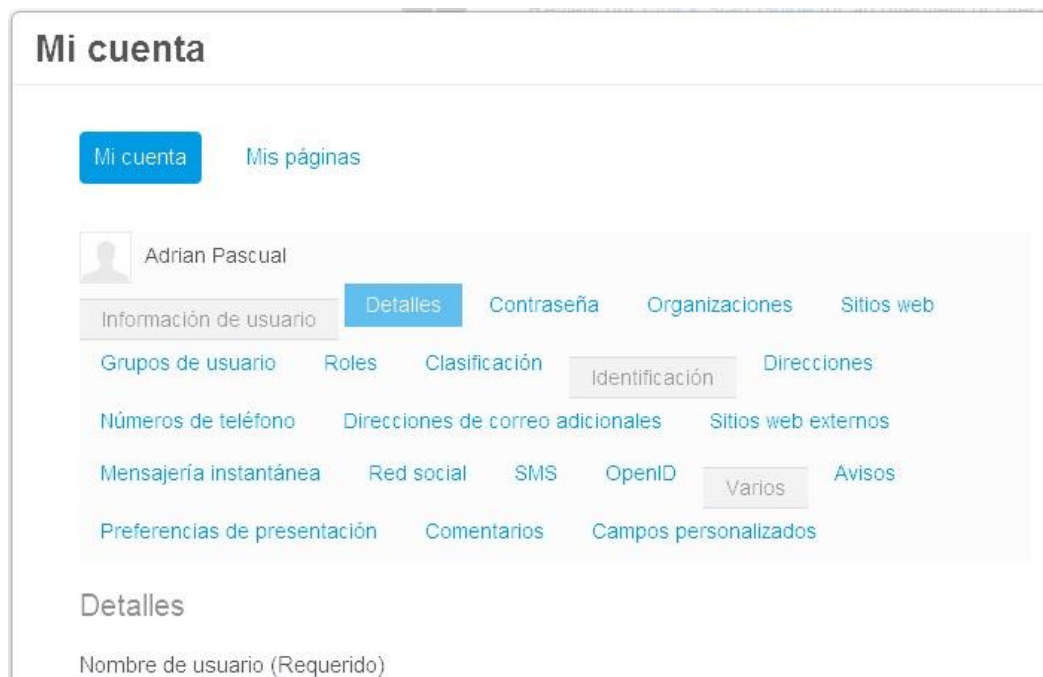 Mi cuenta
Mi cuenta Mis páginas
Adrian Pascual
Información de usuario Detalles Contraseña Organizaciones Sitios web
Grupos de usuario Roles Clasificación Identificación Direcciones
Números de teléfono Direcciones de correo adicionales Sitios web externos
Mensajería instantánea Red social SMS OpenID Varios Avisos
Preferencias de presentación Comentarios Campos personalizados
Detalles
Nombre de usuario (Requerido)